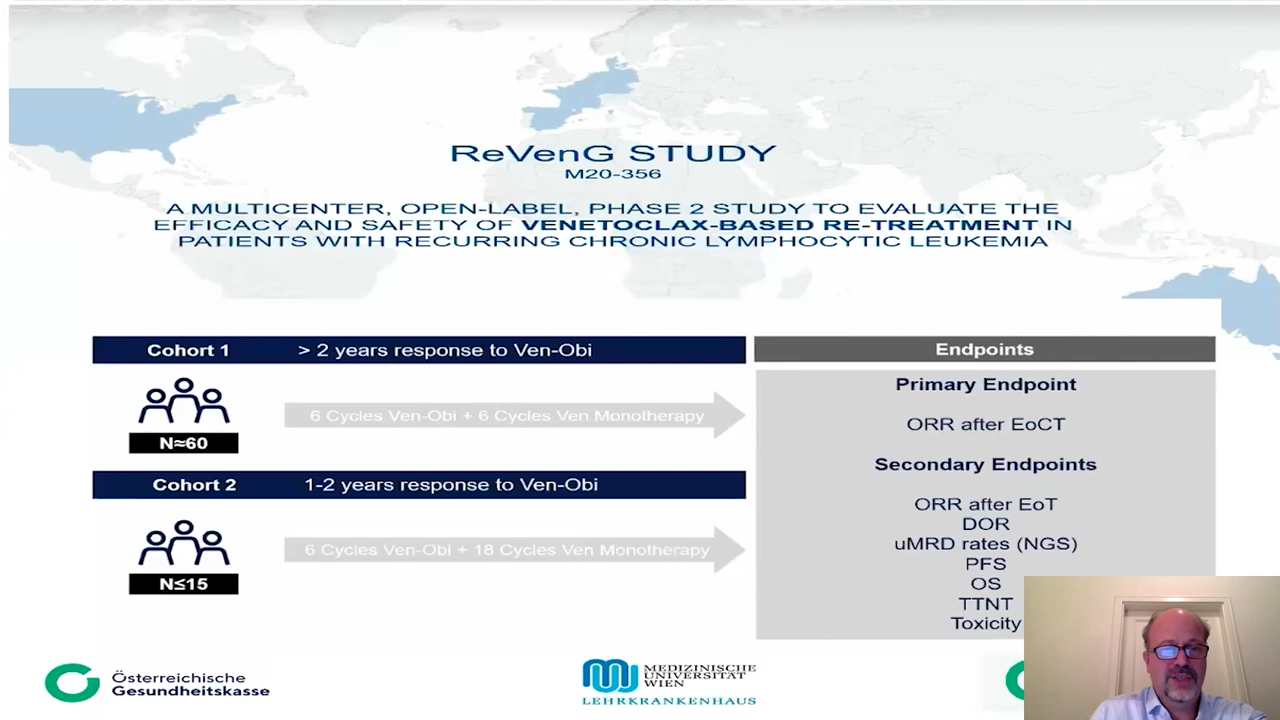 ReVenG STUDY
M20-356
A MULTICENTER, OPEN-LABEL, PHASE 2 STUDY TO EVALUATE THE
EFFICACY AND SAFETY OF VENETOCLAX-BASED RE-TREATMENT IN
PATIENTS WITH RECURRING CHRONIC LYMPHOCYTIC LEUKEMIA
Cohort 1 > 2 years response to Ven-Obi
6 Cycles Ven-Obi + 6 Cycles Ven Monotherapy
N≈60
Cohort 2 1-2 years response to Ven-Obi
6 Cycles Ven-Obi + 18 Cycles Ven Monotherapy
N≤15
Endpoints
Primary Endpoint
ORR after EoCT
Secondary Endpoints
ORR after EoT
DOR
uMRD rates (NGS)
PFS
OS
TTNT
Toxicity
Österreichische
Gesundheitskasse
MEDIZINISCHE
UNIVERSITÄT
WIEN
LEHRKRANKENHAUS